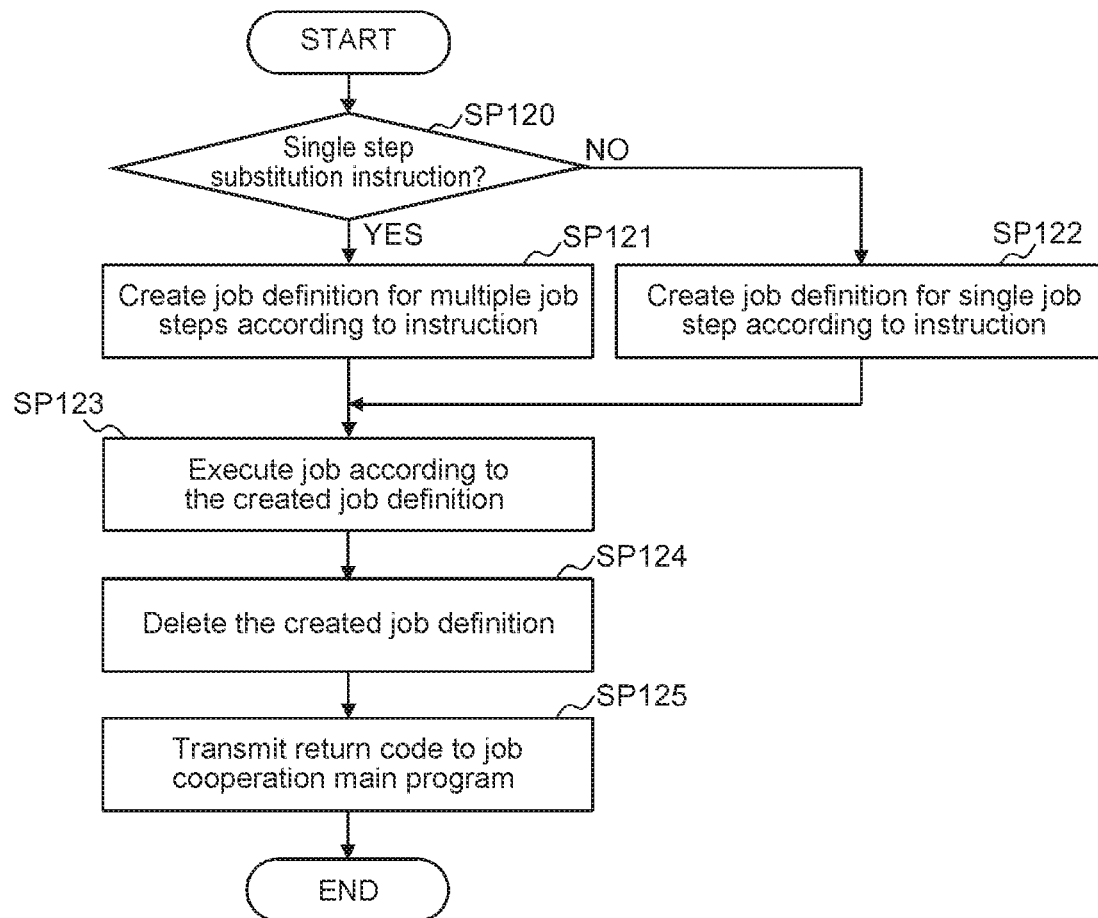 START
SP120
Single step
substitution instruction?
NO
YES
SP121
SP122
Create job definition for multiple job
steps according to instruction
Create job definition for single job
step according to instruction
SP123
Execute job according to
the created job definition
SP124
Delete the created job definition
SP125
Transmit return code to job
cooperation main program
END